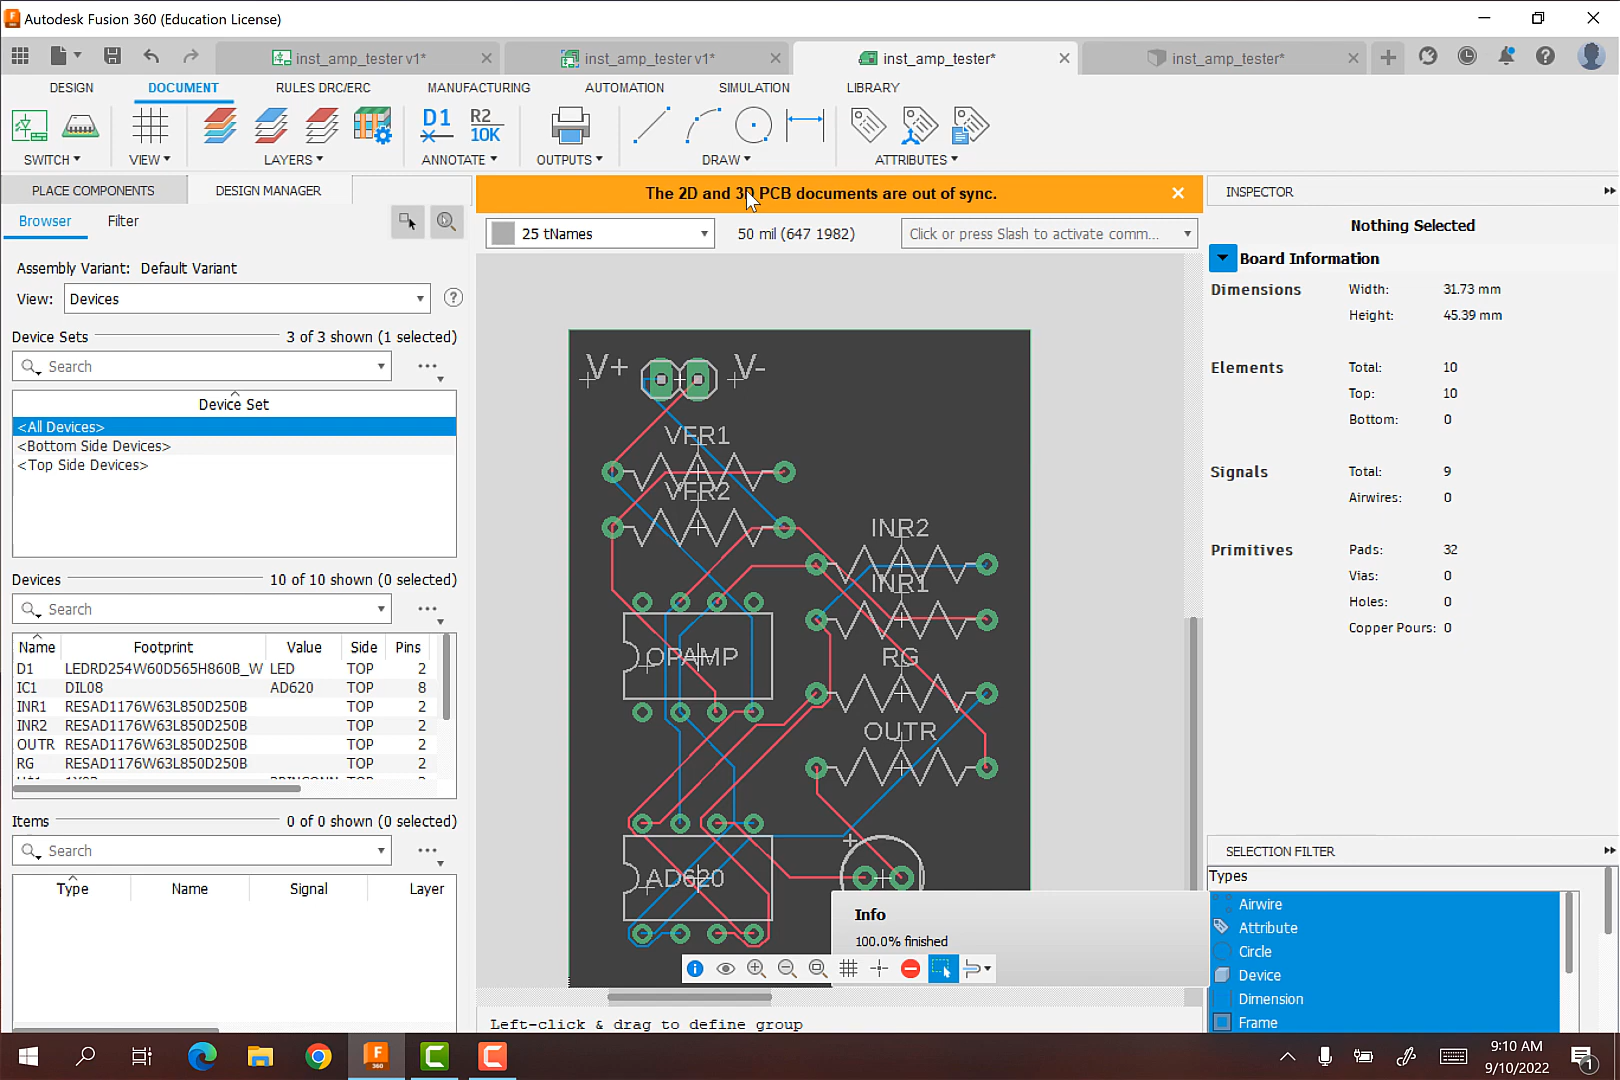 Autodesk Fusion 360 (Education License)
inst_amp_tester v1*
inst_amp_tester v1*
inst_amp_tester*
inst_amp_tester*
DESIGN
DOCUMENT
RULES DRC/ERC
MANUFACTURING
AUTOMATION
SIMULATION
LIBRARY
D1
R2
10K
SWITCH
VIEW
LAYERS
ANNOTATE
OUTPUTS
DRAW
ATTRIBUTES
PLACE COMPONENTS
DESIGN MANAGER
Browser
Filter
Assembly Variant: Default Variant
View: Devices
Device Sets 3 of 3 shown (1 selected)
Search
Device Set
<All Devices>
<Bottom Side Devices>
<Top Side Devices>
Devices 10 of 10 shown (0 selected)
Search
Name Footprint Value Side Pins
D1 LEDRD254W60D565H860B_W LED TOP 2
IC1 DIL08 AD620 TOP 8
INR1 RESAD1176W63L850D250B TOP 2
INR2 RESAD1176W63L850D250B TOP 2
OUTR RESAD1176W63L850D250B TOP 2
RG RESAD1176W63L850D250B TOP 2
Items 0 of 0 shown (0 selected)
Search
Type Name Signal Layer
The 2D and 3D PCB documents are out of sync.
25 tNames
50 mil (647 1982)
Click or press Slash to activate comm...
V+
V-
VFR1
VFR2
INR2
INR1
OPAMP
RG
OUTR
AD620
Info
100.0% finished
Left-click & drag to define group
INSPECTOR
Nothing Selected
Board Information
Dimensions Width: 31.73 mm
Height: 45.39 mm
Elements Total: 10
Top: 10
Bottom: 0
Signals Total: 9
Airwires: 0
Primitives Pads: 32
Vias: 0
Holes: 0
Copper Pours: 0
SELECTION FILTER
Types
Airwire
Attribute
Circle
Device
Dimension
Frame
F
360
9:10 AM
9/10/2022
1